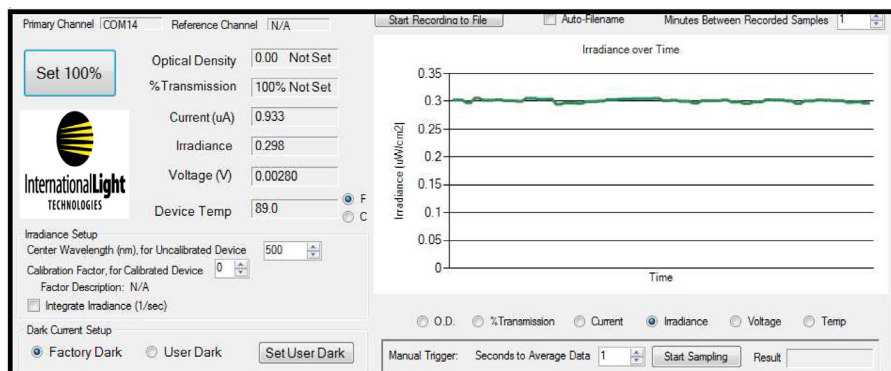 Primary Channel COM14 Reference Channel N/A
Start Recording to File Auto-Filename Minutes Between Recorded Samples 1
Set 100%
Optical Density 0.00 Not Set
%Transmission 100% Not Set
Current (uA) 0.933
Irradiance 0.298
Voltage (V) 0.00280
Device Temp 89.0
F
C
InternationalLight
TECHNOLOGIES
Irradiance Setup
Center Wavelength (nm), for Uncalibrated Device 500
Calibration Factor, for Calibrated Device 0
Factor Description: N/A
Integrate Irradiance (1/sec)
Dark Current Setup
Factory Dark User Dark Set User Dark
Irradiance over Time
Irradiance [uW/cm2]
0.35
0.3
0.25
0.2
0.15
0.1
0.05
0
Time
O.D. %Transmission Current Irradiance Voltage Temp
Manual Trigger: Seconds to Average Data 1 Start Sampling Result